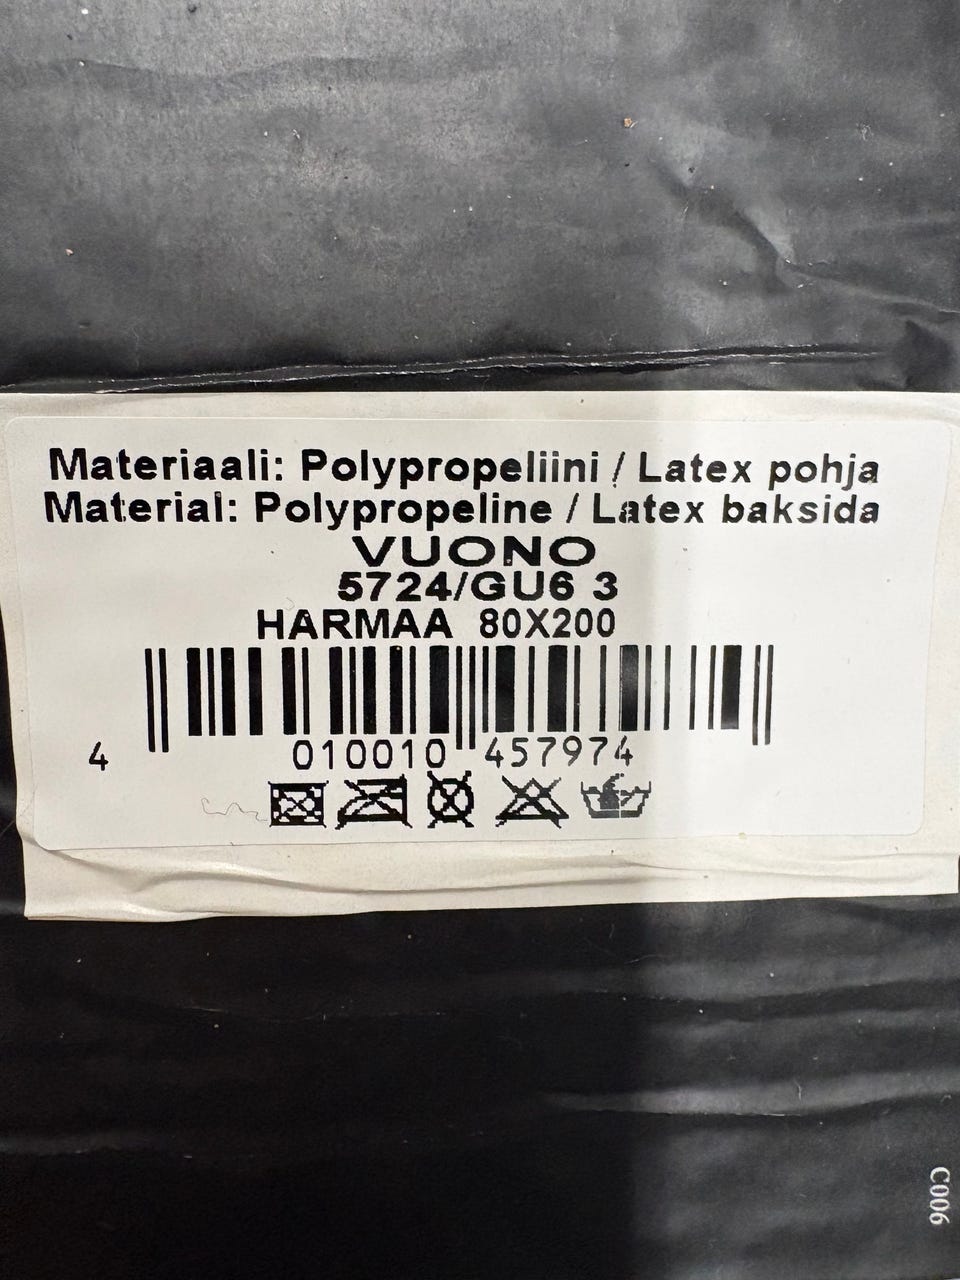 Materiaali: Polypropeliini / Latex pohja
Material: Polypropeline / Latex baksida
VUONO
5724/GU6 3
HARMAA 80X200
4 010010 457974
C006